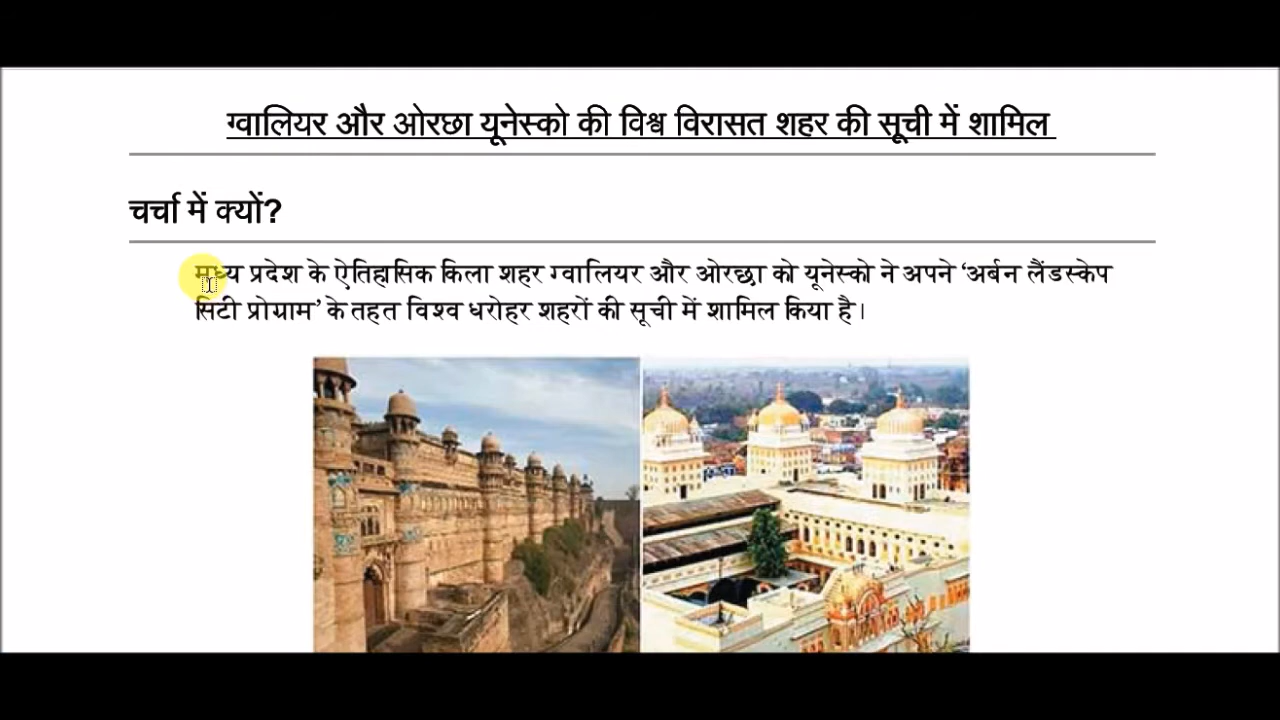 ग्वालियर और ओरछा यूनेस्को की विश्व विरासत शहर की सूची में शामिल
चर्चा में क्यों?
मध्य प्रदेश के ऐतिहासिक किला शहर ग्वालियर और ओरछा को यूनेस्को ने अपने ‘अर्बन लैंडस्केप
सिटी प्रोग्राम’ के तहत विश्व धरोहर शहरों की सूची में शामिल किया है।